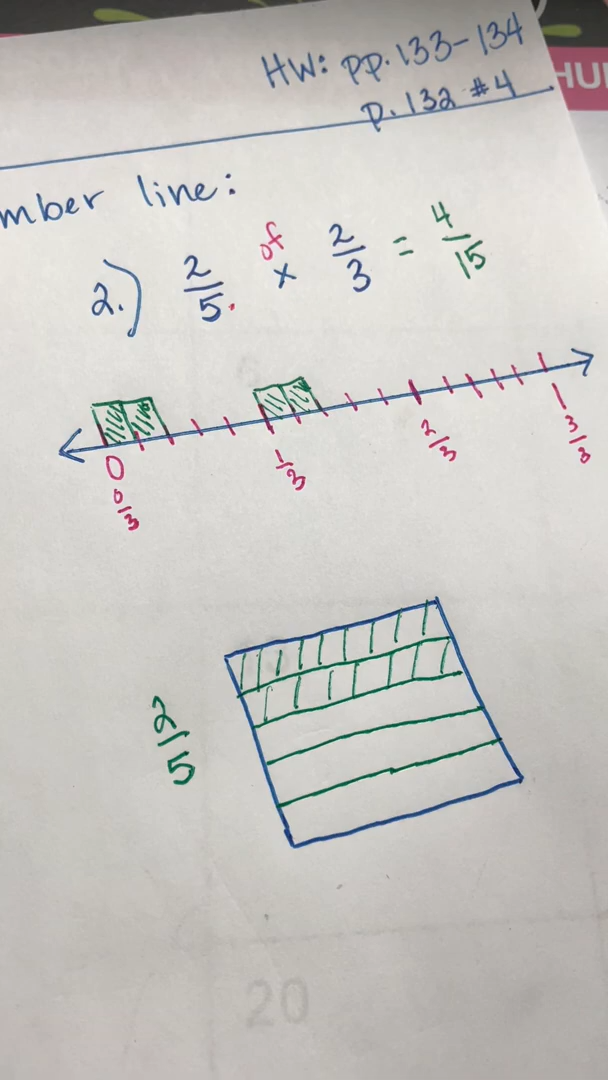 HW: pp. 133-134
p. 132 #4
mber line:
2.) 2/5 of × 2/3 = 4/15
0 1/3 2/3 1
0/3 3/3
2/5
20